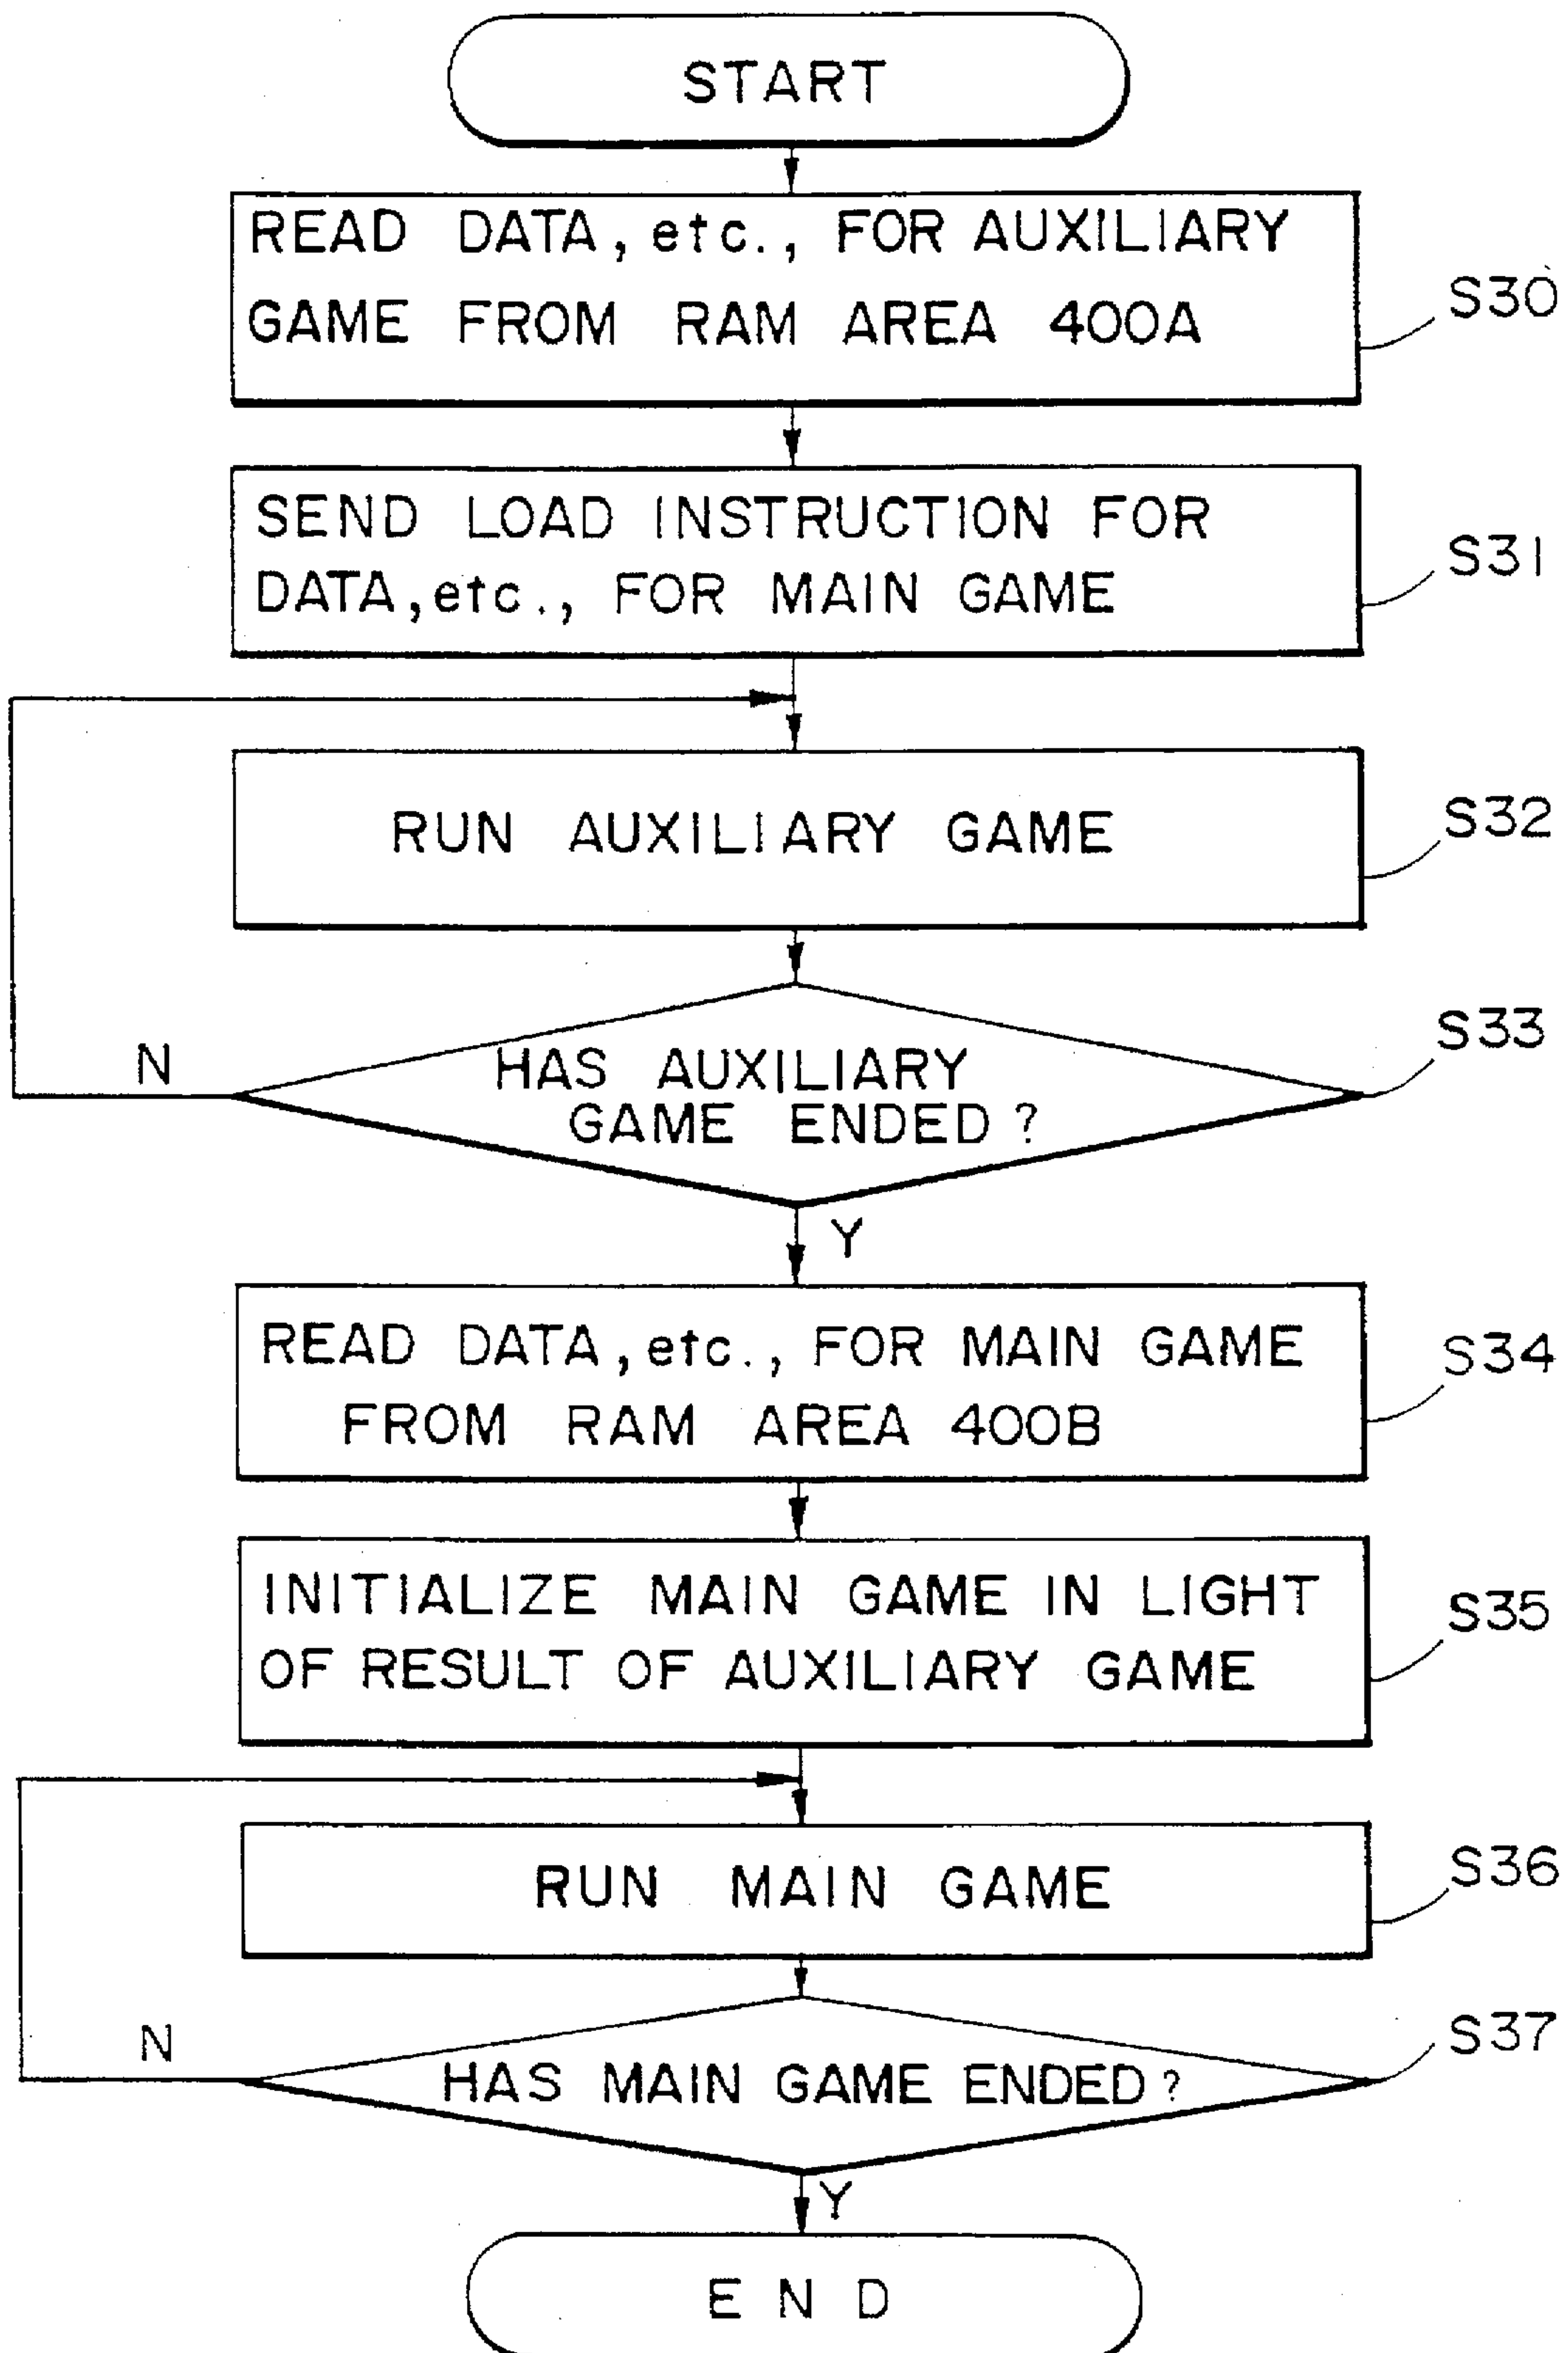 START
READ DATA, etc., FOR AUXILIARY
GAME FROM RAM AREA 400A
S30
SEND LOAD INSTRUCTION FOR
DATA, etc., FOR MAIN GAME
S31
RUN AUXILIARY GAME
S32
HAS AUXILIARY
GAME ENDED?
S33
N
Y
READ DATA, etc., FOR MAIN GAME
FROM RAM AREA 400B
S34
INITIALIZE MAIN GAME IN LIGHT
OF RESULT OF AUXILIARY GAME
S35
RUN MAIN GAME
S36
HAS MAIN GAME ENDED?
S37
N
Y
END